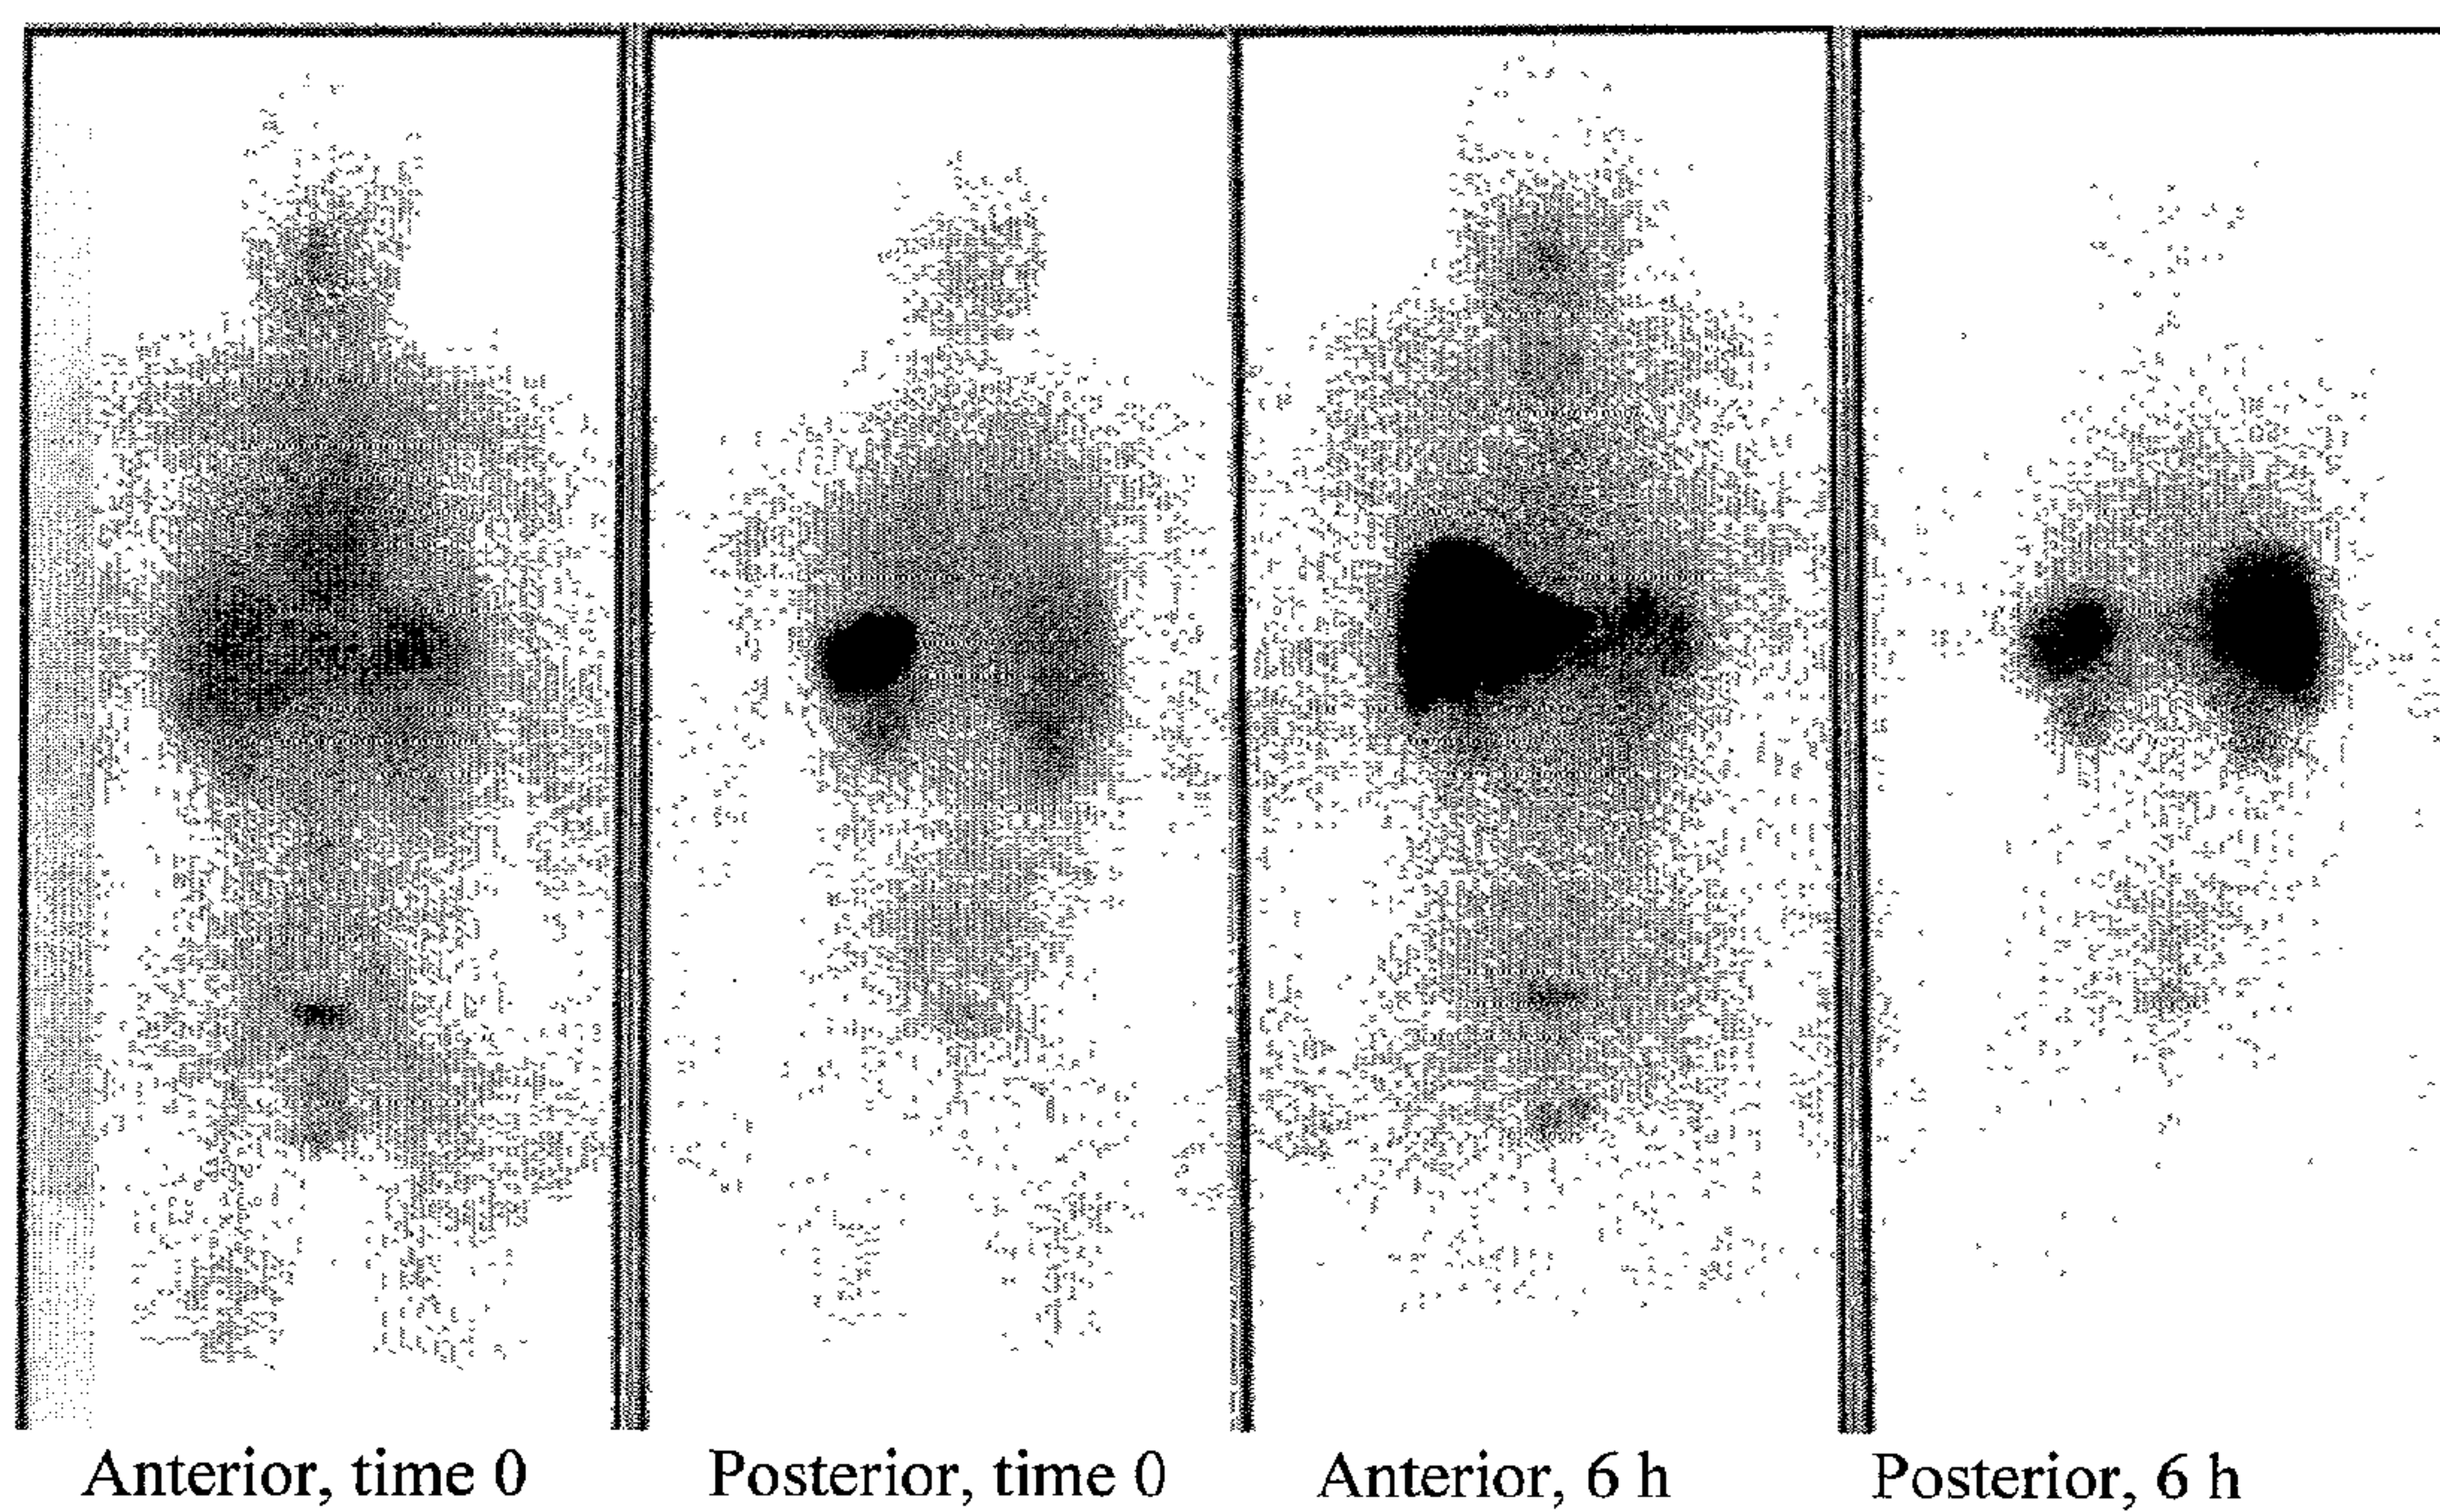 Anterior, time 0
Posterior, time 0
Anterior, 6 h
Posterior, 6 h